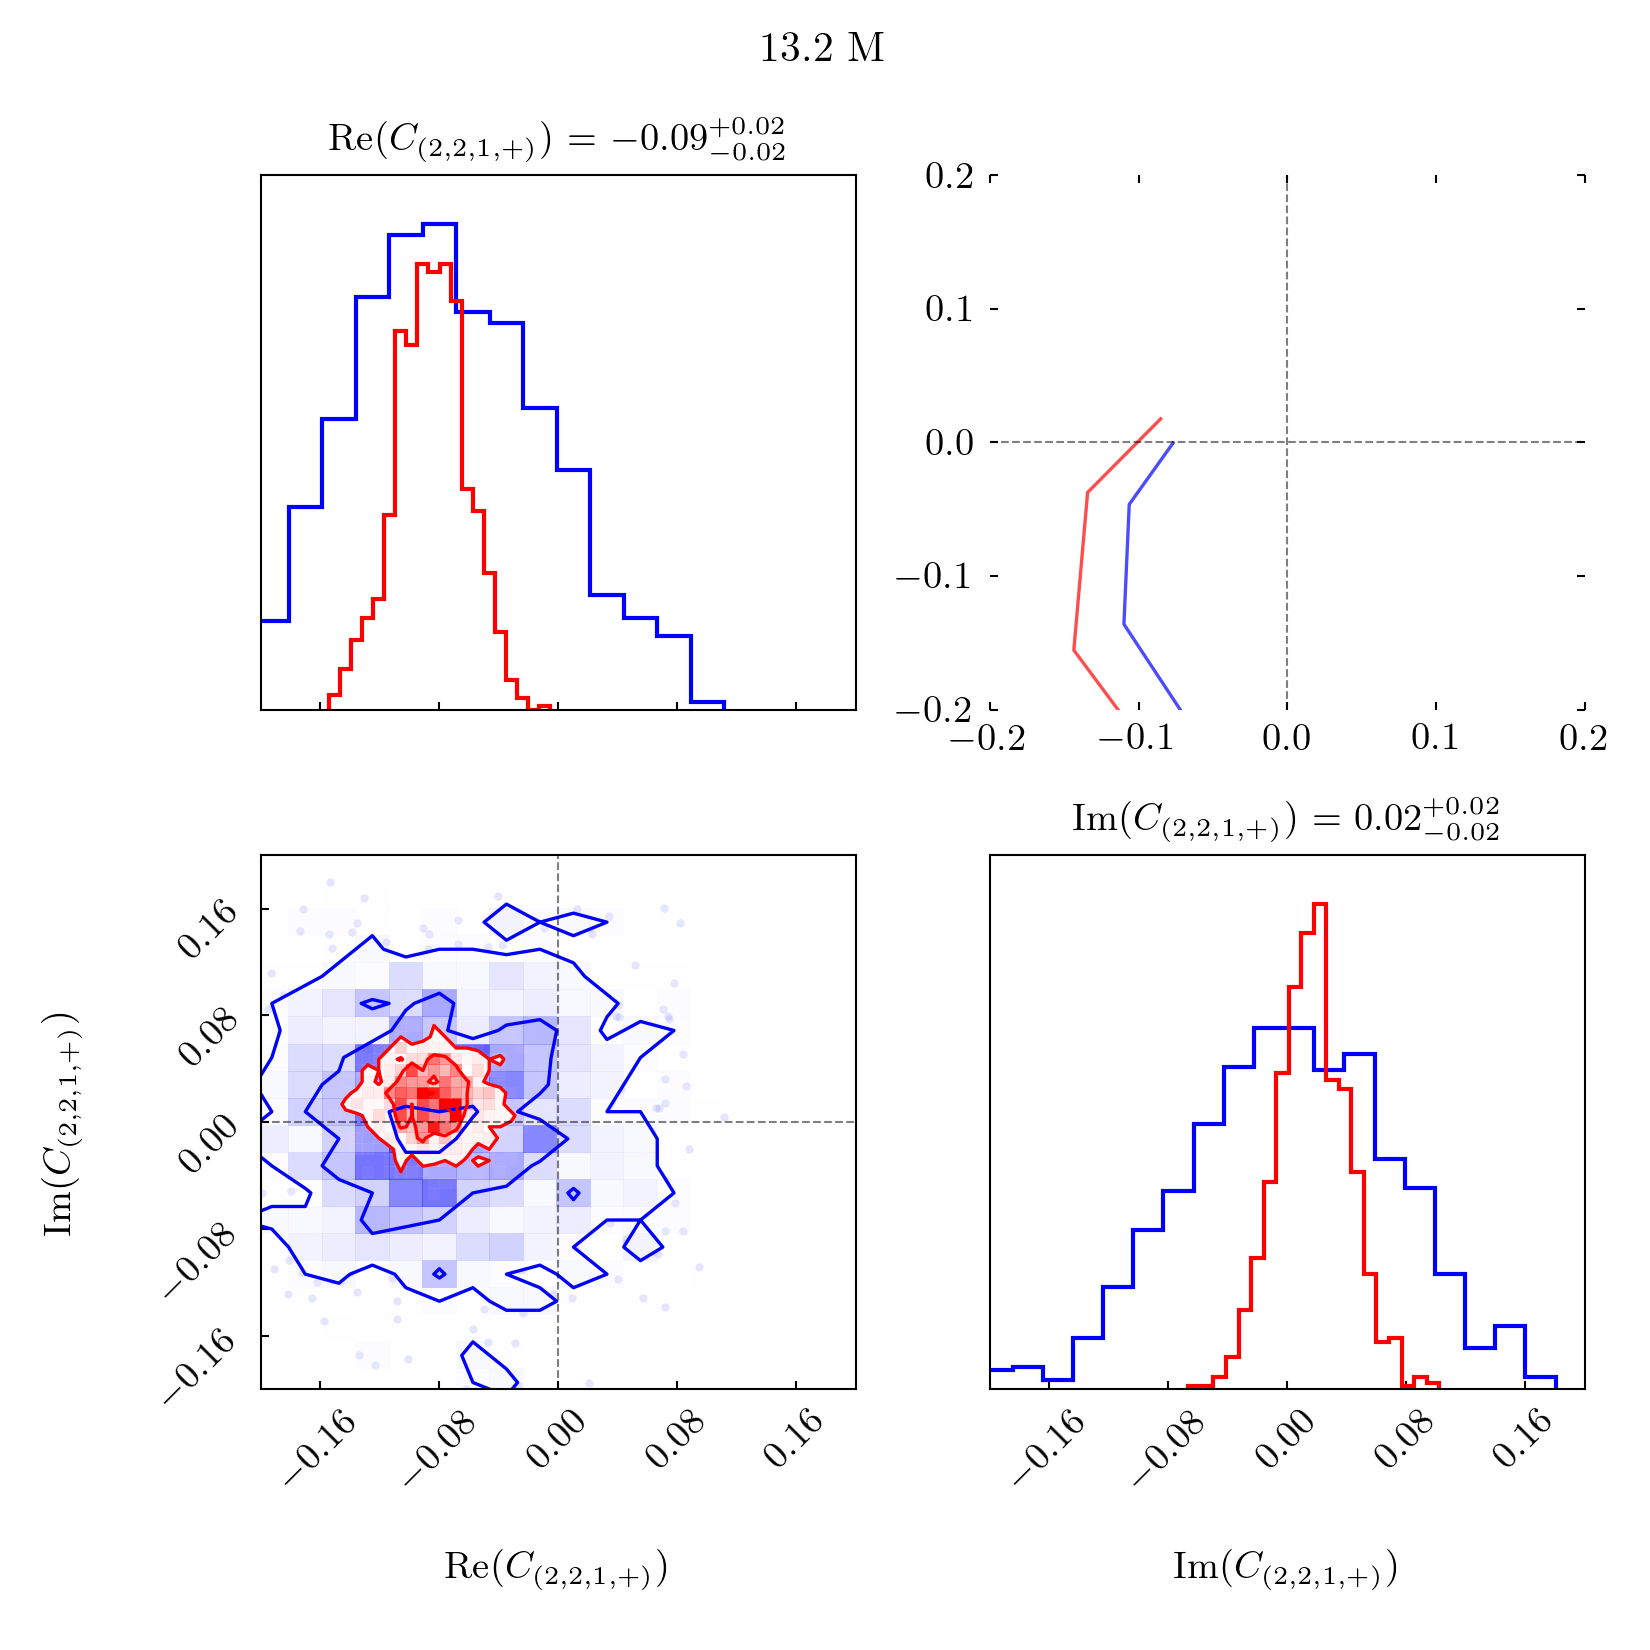 13.2 M
Re(C_{(2,2,1,+)}) = −0.09^{+0.02}_{−0.02}
0.2
0.1
0.0
−0.1
−0.2
−0.2 −0.1 0.0 0.1 0.2
Im(C_{(2,2,1,+)}) = 0.02^{+0.02}_{−0.02}
0.16
0.08
0.00
−0.08
−0.16
Im(C_{(2,2,1,+)})
−0.16 −0.08 0.00 0.08 0.16
−0.16 −0.08 0.00 0.08 0.16
Re(C_{(2,2,1,+)})
Im(C_{(2,2,1,+)})